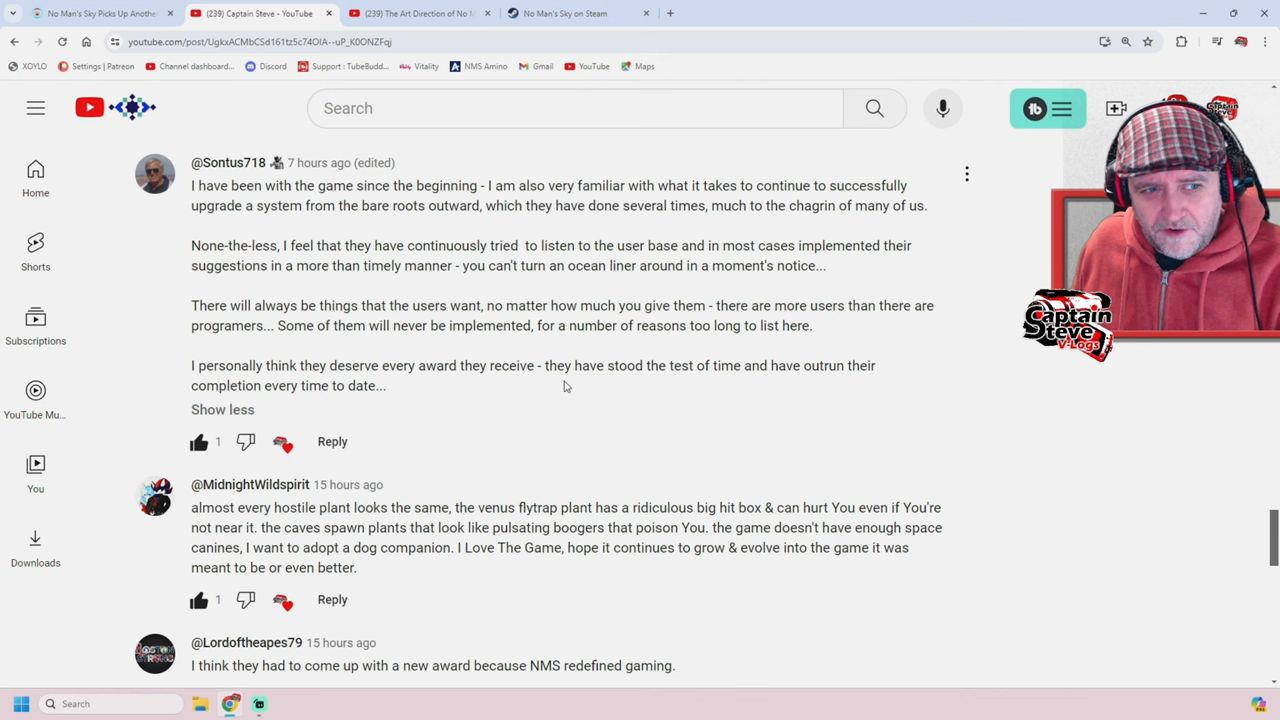 No Man's Sky Picks Up Anothe
(239) Captain Steve - YouTube
(239) The Art Direction of No M
No Man's Sky on Steam
youtube.com/post/UgkxACMbCSd161tz5c74OIA--uP_K0ONZFqj
XOYLO
Settings | Patreon
Channel dashboard...
Discord
Support : TubeBudd...
Vitality
NMS Amino
Gmail
YouTube
Maps
Search
tb
Home
Shorts
Subscriptions
YouTube Mu...
You
Downloads
@Sontus718 7 hours ago (edited)
I have been with the game since the beginning - I am also very familiar with what it takes to continue to successfully
upgrade a system from the bare roots outward, which they have done several times, much to the chagrin of many of us.
None-the-less, I feel that they have continuously tried to listen to the user base and in most cases implemented their
suggestions in a more than timely manner - you can't turn an ocean liner around in a moment's notice...
There will always be things that the users want, no matter how much you give them - there are more users than there are
programers... Some of them will never be implemented, for a number of reasons too long to list here.
I personally think they deserve every award they receive - they have stood the test of time and have outrun their
completion every time to date...
Show less
1 Reply
@MidnightWildspirit 15 hours ago
almost every hostile plant looks the same, the venus flytrap plant has a ridiculous big hit box & can hurt You even if You're
not near it. the caves spawn plants that look like pulsating boogers that poison You. the game doesn't have enough space
canines, I want to adopt a dog companion. I Love The Game, hope it continues to grow & evolve into the game it was
meant to be or even better.
1 Reply
@Lordoftheapes79 15 hours ago
I think they had to come up with a new award because NMS redefined gaming.
Captain
Steve
V-Logs
Search